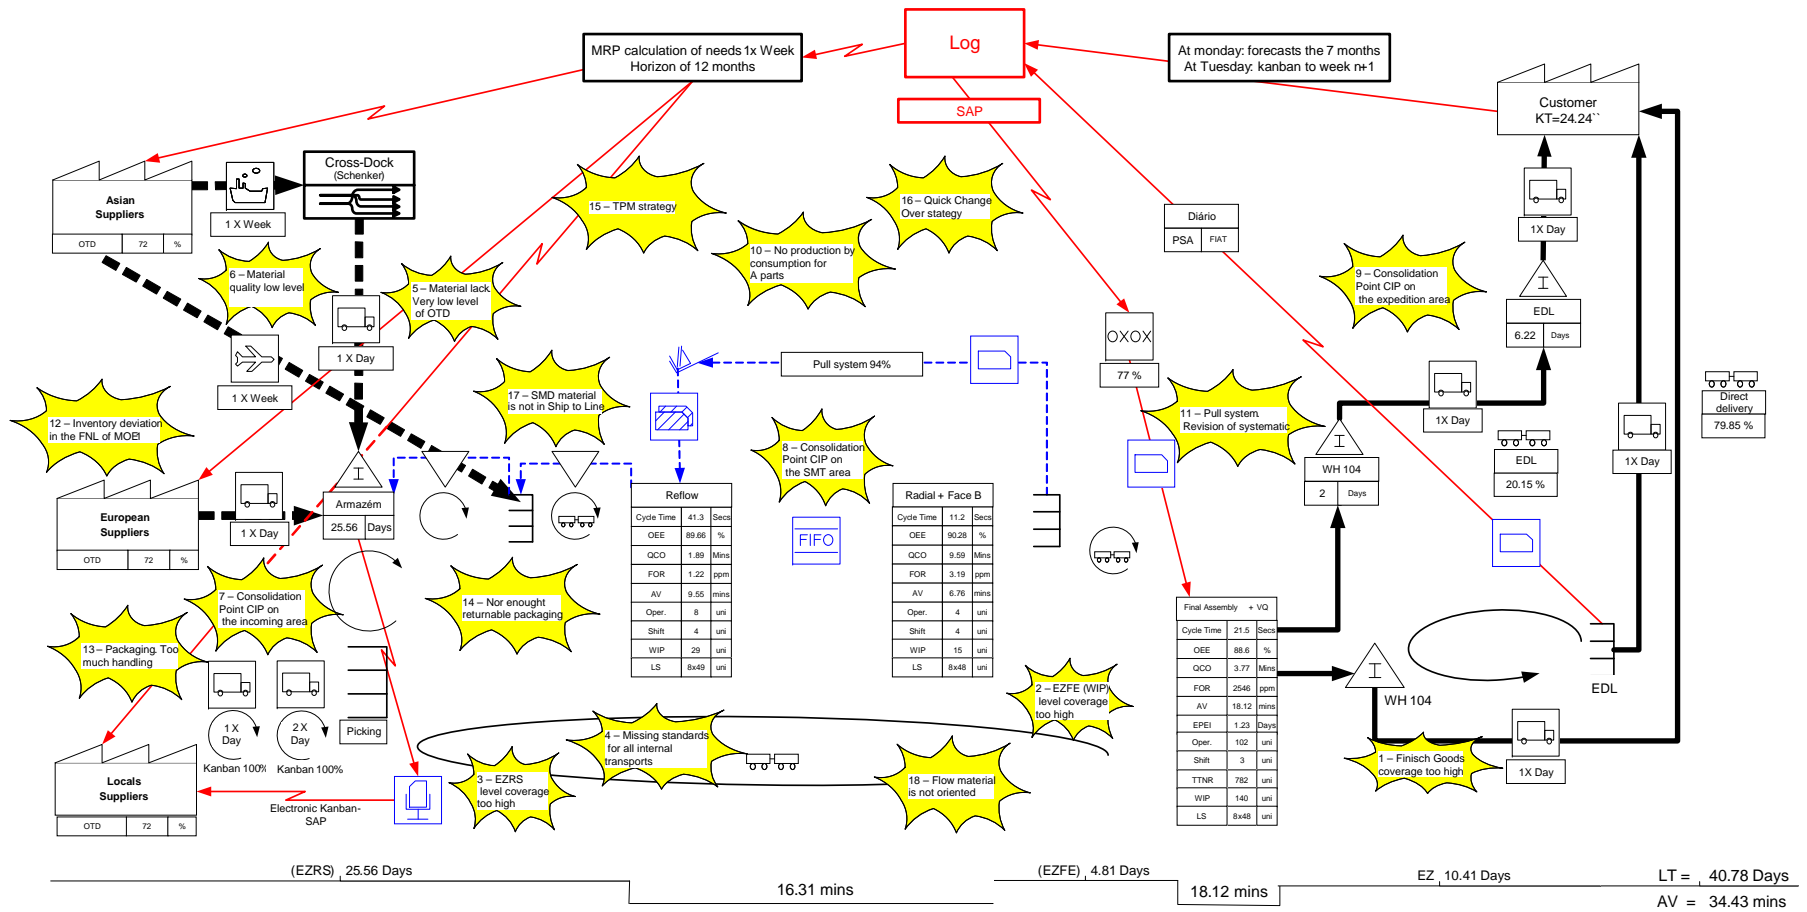 MRP calculation of needs 1x Week
Horizon of 12 months
Log
SAP
At monday: forecasts the 7 months
At Tuesday: kanban to week n+1
Customer
KT=24.24``
Asian
Suppliers
OTD 72 %
1 X Week
Cross-Dock
(Schenker)
15 – TPM strategy
16 – Quick Change
Over stategy
10 – No production by
consumption for
A parts
Diário
PSA FIAT
1X Day
9 – Consolidation
Point CIP on
the expedition area
6 – Material
quality low level
5 – Material lack.
Very low level
of OTD
EDL
6.22 Days
1 X Day
OXOX
77 %
Pull system 94%
1 X Week
17 – SMD material
is not in Ship to Line
12 – Inventory deviation
in the FNL of MOE1
11 – Pull system.
Revision of systematic
1X Day
Direct
delivery
79.85 %
EDL
20.15 %
1X Day
8 – Consolidation
Point CIP on
the SMT area
WH 104
2 Days
European
Suppliers
OTD 72 %
1 X Day
I
Armazém
25.56 Days
FIFO
Reflow
Cycle Time 41.3 Secs
OEE 89.66 %
QCO 1.89 Mins
FOR 1.22 ppm
AV 9.55 mins
Oper. 8 uni
Shift 4 uni
WIP 29 uni
LS 8x49 uni
Radial + Face B
Cycle Time 11.2 Secs
OEE 90.28 %
QCO 9.59 Mins
FOR 3.19 ppm
AV 6.76 mins
Oper. 4 uni
Shift 4 uni
WIP 15 uni
LS 8x48 uni
Final Assembly + VQ
Cycle Time 21.5 Secs
OEE 88.6 %
QCO 3.77 Mins
FOR 2546 ppm
AV 18.12 mins
EPEI 1.23 Days
Oper. 102 uni
Shift 3 uni
TTNR 782 uni
WIP 140 uni
LS 8x48 uni
7 – Consolidation
Point CIP on
the incoming area
14 – Nor enought
returnable packaging
13 – Packaging. Too
much handling
1 X
Day
Kanban 100%
2 X
Day
Kanban 100%
Picking
I
WH 104
EDL
2 – EZFE (WIP)
level coverage
too high
4 – Missing standards
for all internal
transports
3 – EZRS
level coverage
too high
18 – Flow material
is not oriented
1 – Finisch Goods
coverage too high
1X Day
Locals
Suppliers
OTD 72 %
Electronic Kanban-
SAP
(EZRS) 25.56 Days
16.31 mins
(EZFE) 4.81 Days
18.12 mins
EZ 10.41 Days
LT = 40.78 Days
AV = 34.43 mins